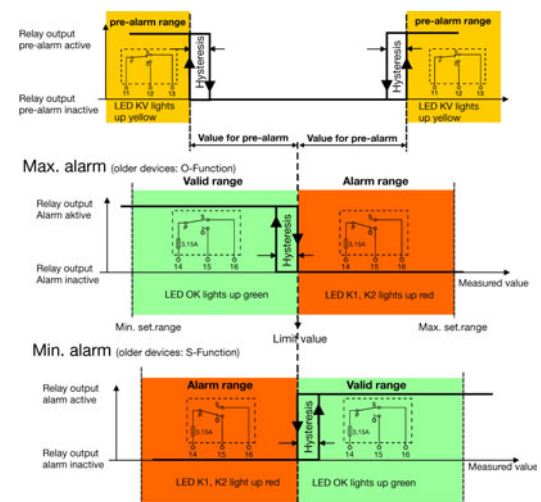 pre-alarm range
pre-alarm range
Relay output
pre-alarm active
Hysteresis
Hysteresis
11 12 13
11 12 13
Relay output
pre-alarm inactive
LED KV lights
up yellow
LED KV lights
up yellow
Value for pre-alarm
Value for pre-alarm
Max. alarm (older devices: O-Function)
Valid range
Alarm range
Relay output
Alarm aktive
Hysteresis
3,15A
3,15A
14 15 16
14 15 16
Relay output
Alarm inactive
Measured value
LED OK lights up green
LED K1, K2 lights up red
Min. set.range
Limit value
Max. set.range
Min. alarm (older devices: S-Function)
Alarm range
Valid range
Relay output
alarm active
Hysteresis
3,15A
3,15A
14 15 16
14 15 16
Relay output
alarm inactive
Measured value
LED K1, K2 light up red
LED OK lights up green